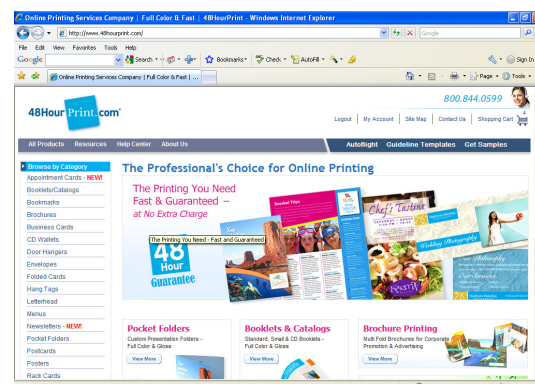 Online Printing Services Company | Full Color & Fast | 48HourPrint - Windows Internet Explorer
http://www.48hourprint.com/
Google
File Edit View Favorites Tools Help
Google Search Bookmarks Check AutoFill Sign In
Online Printing Services Company | Full Color & Fast | ...
Page Tools
800.844.0599
48Hour Print.com
4
Logout My Account Site Map Contact Us Shopping Cart
All Products Resources Help Center About Us Autoflight Guideline Templates Get Samples
Browse by Category
Appointment Cards - NEW!
Booklets/Catalogs
Bookmarks
Brochures
Business Cards
CD Wallets
Door Hangers
Envelopes
Folded Cards
Hang Tags
Letterhead
Menus
Newsletters - NEW!
Pocket Folders
Postcards
Posters
Rack Cards
The Professional's Choice for Online Printing
The Printing You Need
Fast & Guaranteed –
at No Extra Charge
The Printing You Need - Fast and Guaranteed
48
Hour
Guarantee
Chef's Tastine
Wedding Photography
Pocket Folders
Custom Presentation Folders -
Full Color & Gloss
View More
Booklets & Catalogs
Standard, Small & CD Booklets -
Full Color & Gloss
View More
Brochure Printing
Multi Fold Brochures for Corporate
Promotion & Advertising
View More